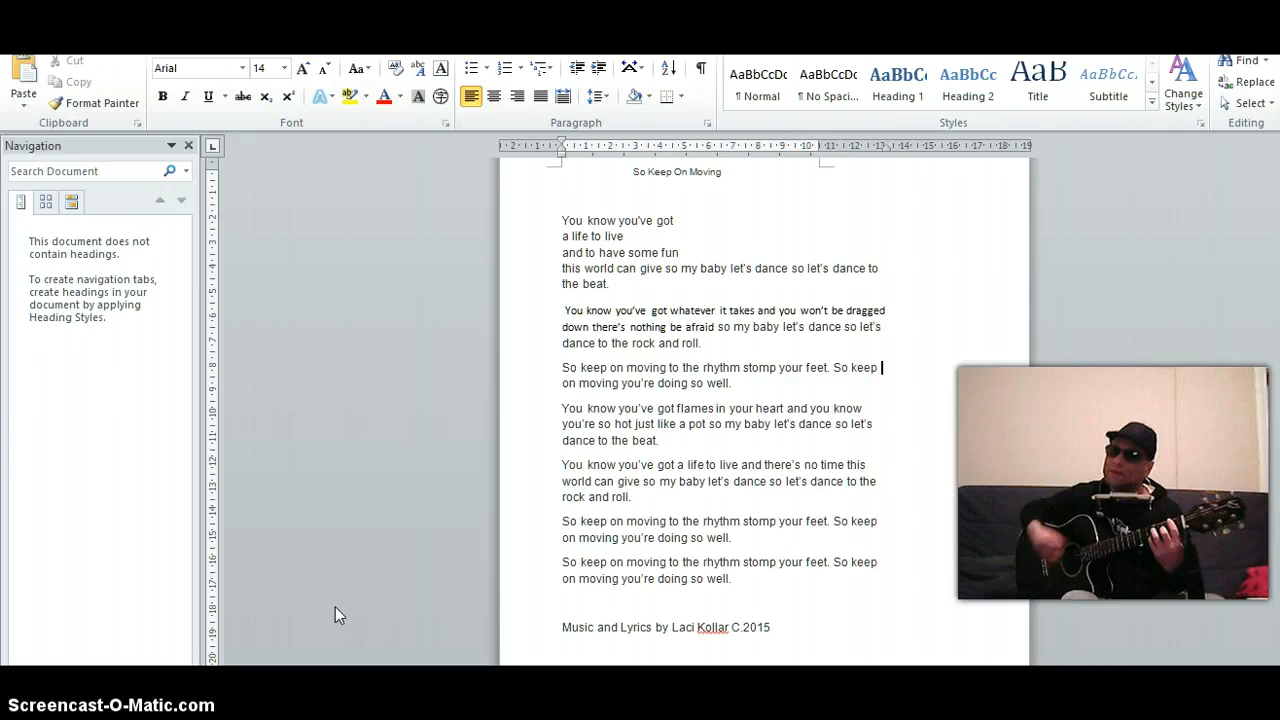 Cut
Copy
Paste
Format Painter
Clipboard
Arial
14
Font
Paragraph
AaBbCcDc
AaBbCcDc
AaBbC
AaBbCc
AaB
AaBbCc.
¶ Normal
¶ No Spaci...
Heading 1
Heading 2
Title
Subtitle
Change
Styles
Styles
Find
Replace
Select
Editing
Navigation
Search Document
This document does not
contain headings.
To create navigation tabs,
create headings in your
document by applying
Heading Styles.
So Keep On Moving
You know you've got
a life to live
and to have some fun
this world can give so my baby let's dance so let's dance to
the beat.
You know you've got whatever it takes and you won't be dragged
down there's nothing be afraid so my baby let's dance so let's
dance to the rock and roll.
So keep on moving to the rhythm stomp your feet. So keep
on moving you're doing so well.
You know you've got flames in your heart and you know
you're so hot just like a pot so my baby let's dance so let's
dance to the beat.
You know you've got a life to live and there's no time this
world can give so my baby let's dance so let's dance to the
rock and roll.
So keep on moving to the rhythm stomp your feet. So keep
on moving you're doing so well.
So keep on moving to the rhythm stomp your feet. So keep
on moving you're doing so well.
Music and Lyrics by Laci Kollar C.2015
Screencast-O-Matic.com